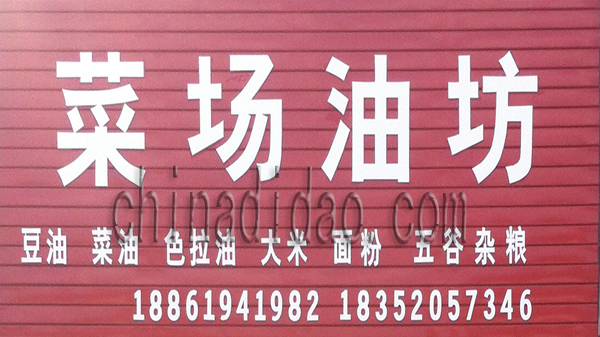 菜场油坊
chinadidao.com
豆油 菜油 色拉油 大米 面粉 五谷杂粮
18861941982 18352057346